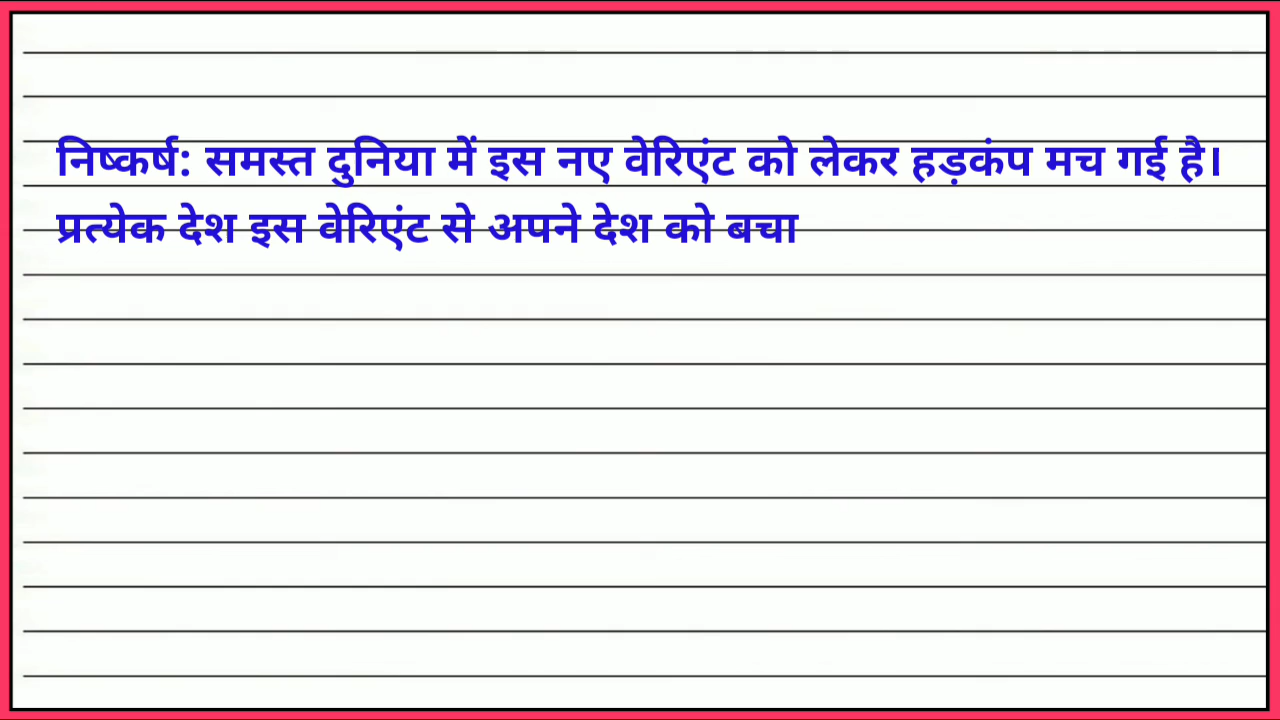 निष्कर्ष: समस्त दुनिया में इस नए वेरिएंट को लेकर हड़कंप मच गई है।
प्रत्येक देश इस वेरिएंट से अपने देश को बचा